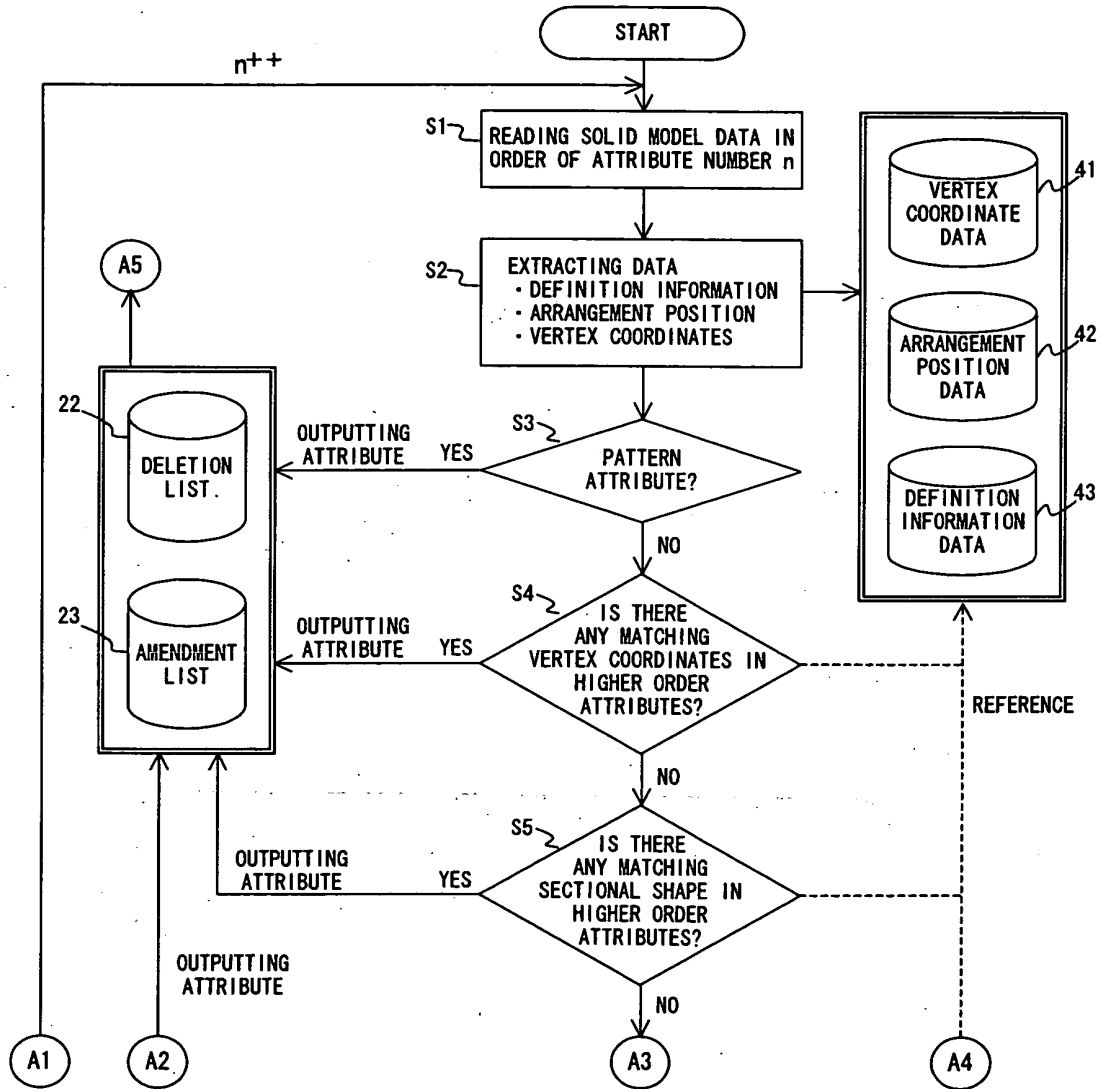 START
n++
S1
READING SOLID MODEL DATA IN
ORDER OF ATTRIBUTE NUMBER n
41
VERTEX
COORDINATE
DATA
A5
S2
EXTRACTING DATA
・DEFINITION INFORMATION
・ARRANGEMENT POSITION
・VERTEX COORDINATES
42
ARRANGEMENT
POSITION
DATA
22
DELETION
LIST.
OUTPUTTING
ATTRIBUTE
YES
S3
PATTERN
ATTRIBUTE?
43
DEFINITION
INFORMATION
DATA
NO
23
AMENDMENT
LIST
OUTPUTTING
ATTRIBUTE
YES
S4
IS THERE
ANY MATCHING
VERTEX COORDINATES IN
HIGHER ORDER
ATTRIBUTES?
REFERENCE
NO
OUTPUTTING
ATTRIBUTE
YES
S5
IS THERE
ANY MATCHING
SECTIONAL SHAPE IN
HIGHER ORDER
ATTRIBUTES?
OUTPUTTING
ATTRIBUTE
NO
A1
A2
A3
A4